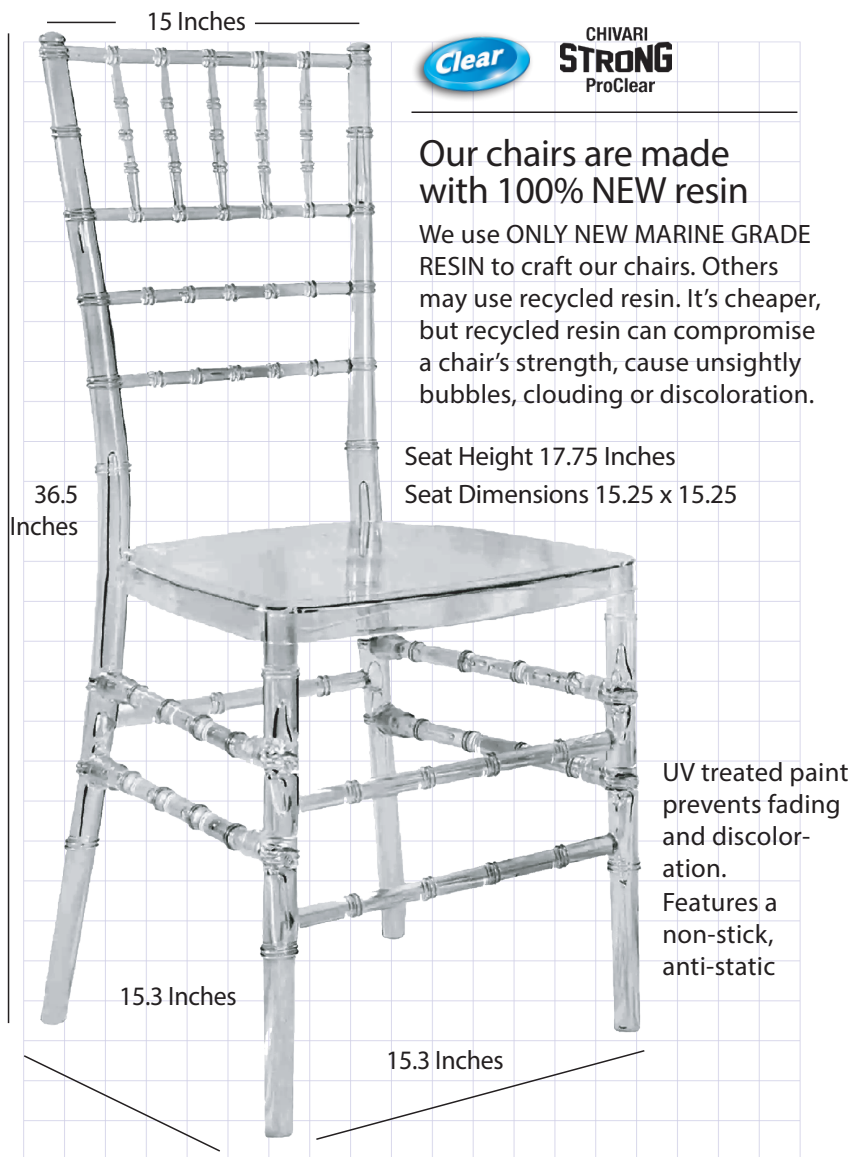 15 Inches
Clear
CHIVARI
STRONG
ProClear
Our chairs are made
with 100% NEW resin
We use ONLY NEW MARINE GRADE
RESIN to craft our chairs. Others
may use recycled resin. It’s cheaper,
but recycled resin can compromise
a chair’s strength, cause unsightly
bubbles, clouding or discoloration.
Seat Height 17.75 Inches
Seat Dimensions 15.25 x 15.25
36.5
Inches
UV treated paint
prevents fading
and discolor-
ation.
Features a
non-stick,
anti-static
15.3 Inches
15.3 Inches